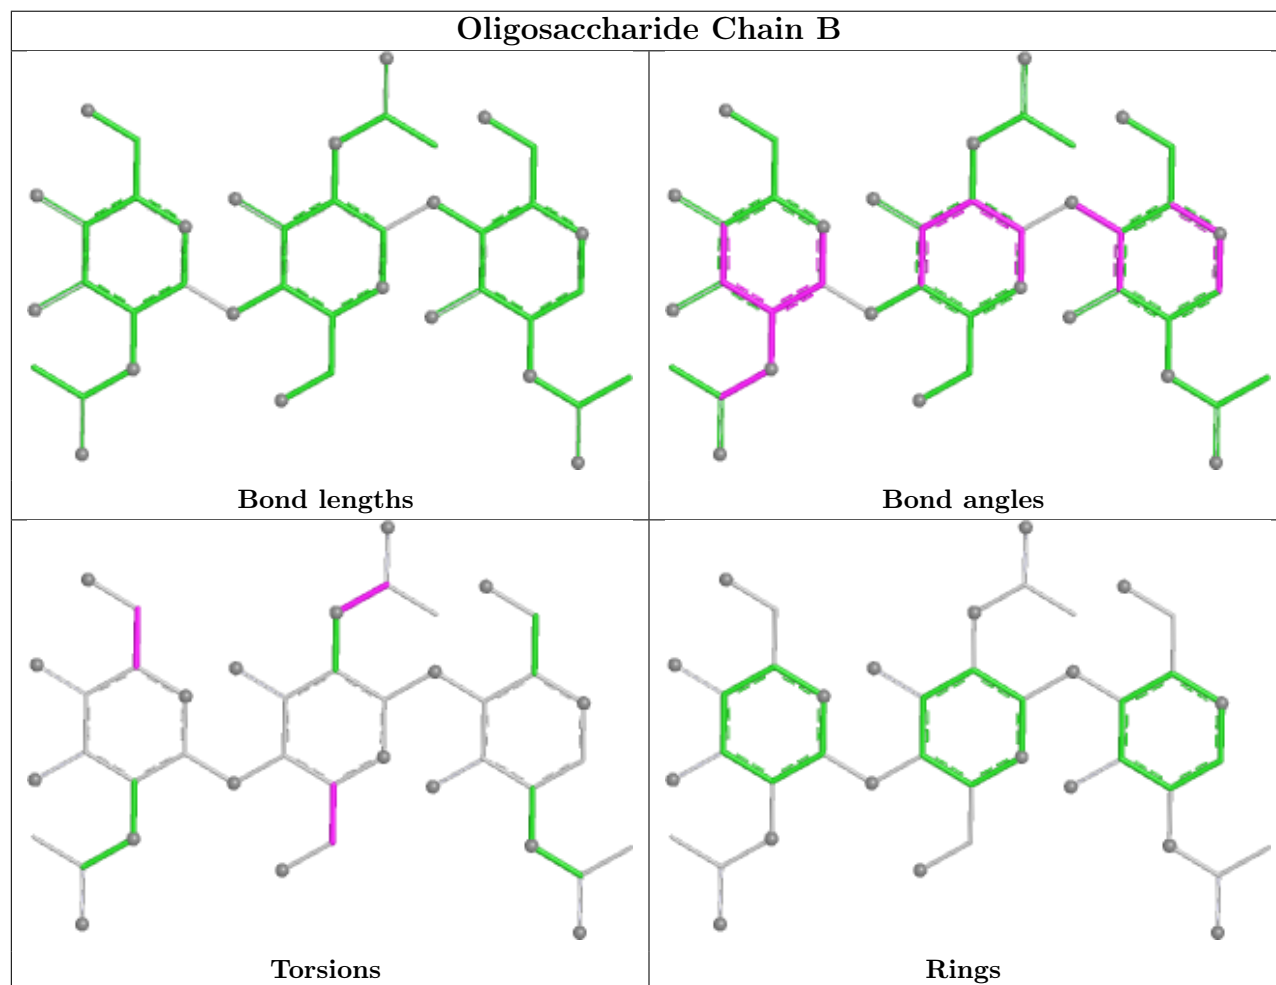 Oligosaccharide Chain B
Bond lengths
Bond angles
Torsions
Rings